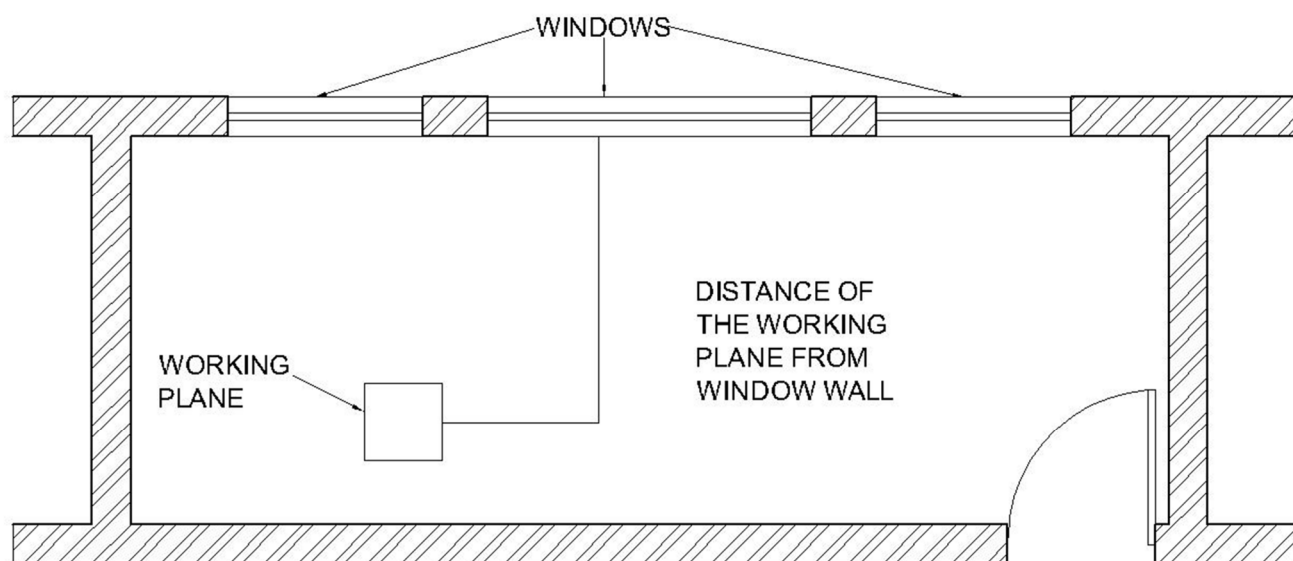 WINDOWS
DISTANCE OF
THE WORKING
PLANE FROM
WINDOW WALL
WORKING
PLANE